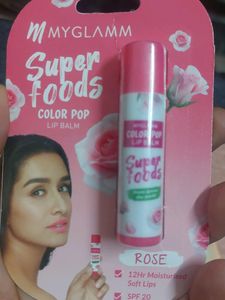 MYGLAMM
Super
foods
COLOR POP
LIP BALM
MYGLAMM
COLOR POP
LIP BALM
Super
foods
ROSE
12Hr Moisturised
Soft Lips
SPF 20